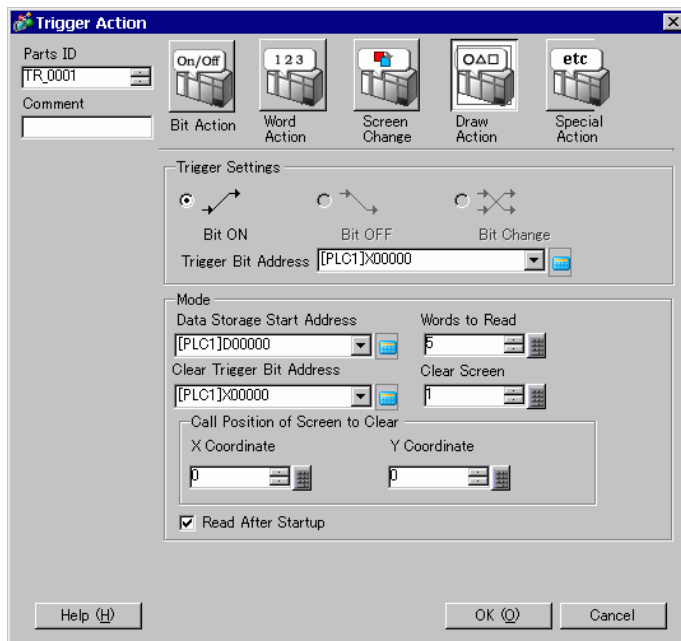 Trigger Action
Parts ID
TR_0001
Comment
On/Off
Bit Action
1 2 3
Word
Action
Screen
Change
Draw
Action
etc
Special
Action
Trigger Settings
Bit ON
Bit OFF
Bit Change
Trigger Bit Address
[PLC1]X00000
Mode
Data Storage Start Address
Words to Read
[PLC1]D00000
5
Clear Trigger Bit Address
Clear Screen
[PLC1]X00000
1
Call Position of Screen to Clear
X Coordinate
Y Coordinate
0
0
Read After Startup
Help (H)
OK (O)
Cancel